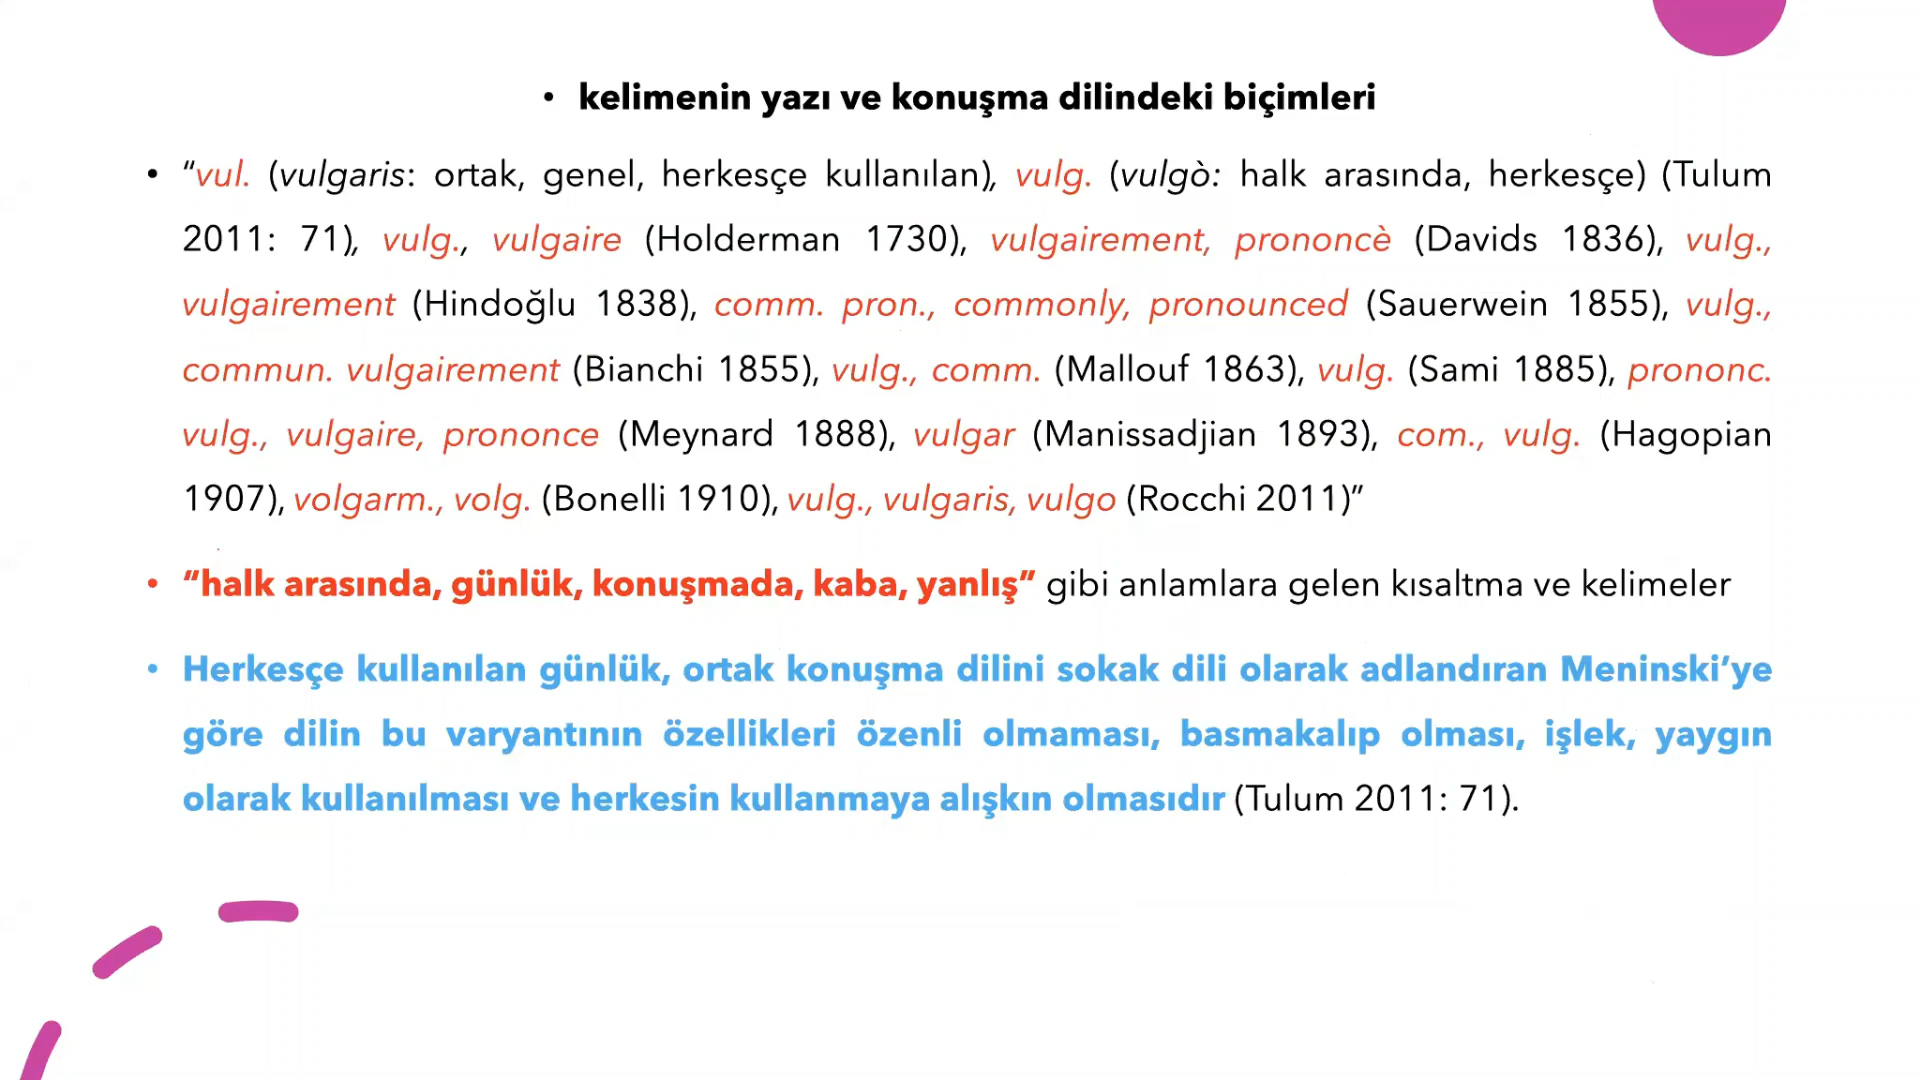 • kelimenin yazı ve konuşma dilindeki biçimleri
• “vul. (vulgaris: ortak, genel, herkesçe kullanılan), vulg. (vulgò: halk arasında, herkesçe) (Tulum
2011: 71), vulg., vulgaire (Holderman 1730), vulgairement, prononcè (Davids 1836), vulg.,
vulgairement (Hindoğlu 1838), comm. pron., commonly, pronounced (Sauerwein 1855), vulg.,
commun. vulgairement (Bianchi 1855), vulg., comm. (Mallouf 1863), vulg. (Sami 1885), prononc.
vulg., vulgaire, prononce (Meynard 1888), vulgar (Manissadjian 1893), com., vulg. (Hagopian
1907), volgarm., volg. (Bonelli 1910), vulg., vulgaris, vulgo (Rocchi 2011)”
• “halk arasında, günlük, konuşmada, kaba, yanlış” gibi anlamlara gelen kısaltma ve kelimeler
• Herkesçe kullanılan günlük, ortak konuşma dilini sokak dili olarak adlandıran Meninski’ye
göre dilin bu varyantının özellikleri özenli olmaması, basmakalıp olması, işlek, yaygın
olarak kullanılması ve herkesin kullanmaya alışkın olmasıdır (Tulum 2011: 71).